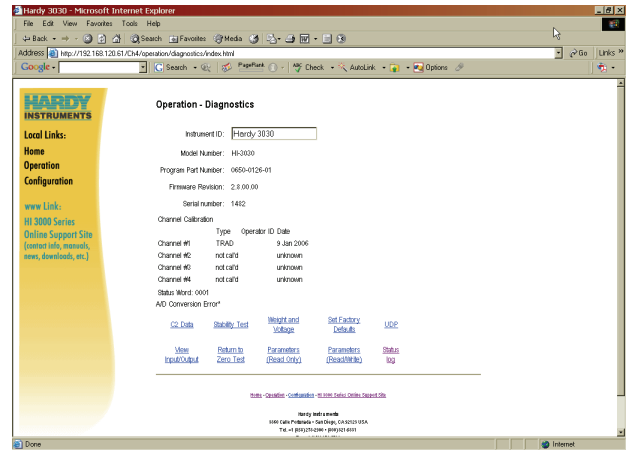 Hardy 3030 - Microsoft Internet Explorer
File Edit View Favorites Tools Help
Back Search Favorites Media
Address http://192.168.120.61/Ch4/operation/diagnostics/index.html Go Links »
Google Search PageRank Check AutoLink Options
HARDY
INSTRUMENTS
Operation - Diagnostics
Local Links:
Home
Operation
Configuration
www Link:
HI 3000 Series
Online Support Site
(contact info, manuals,
news, downloads, etc.)
Instrument ID: Hardy 3030
Model Number: HI-3030
Program Part Number: 0650-0126-01
Firmware Revision: 2.8.00.00
Serial number: 1482
Channel Calibration
Type Operator ID Date
Channel #1 TRAD 9 Jan 2006
Channel #2 not cal'd unknown
Channel #3 not cal'd unknown
Channel #4 not cal'd unknown
Status Word: 0001
A/D Conversion Error*
C2 Data Stability Test Weight and Voltage Set Factory Defaults UDP
View Input/Output Return to Zero Test Parameters (Read Only) Parameters (Read/Write) Status log
Home - Operation - Configuration - HI 3000 Series Online Support Site
Hardy Instruments
San Diego, CA 92123 USA
Done Internet